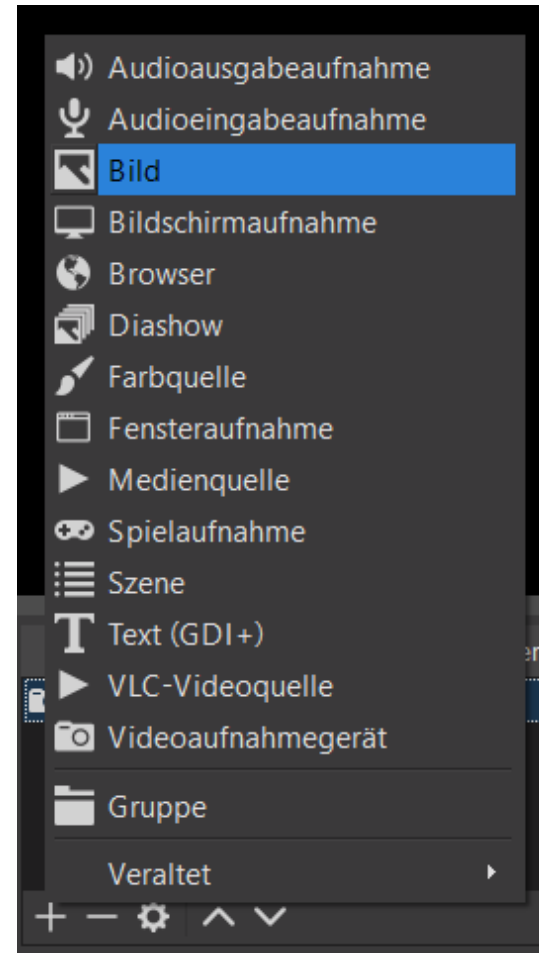 Audioausgabeaufnahme
Audioeingabeaufnahme
Bild
Bildschirmaufnahme
Browser
Diashow
Farbquelle
Fensteraufnahme
Medienquelle
Spielaufnahme
Szene
Text (GDI+)
VLC-Videoquelle
Videoaufnahmegerät
Gruppe
Veraltet